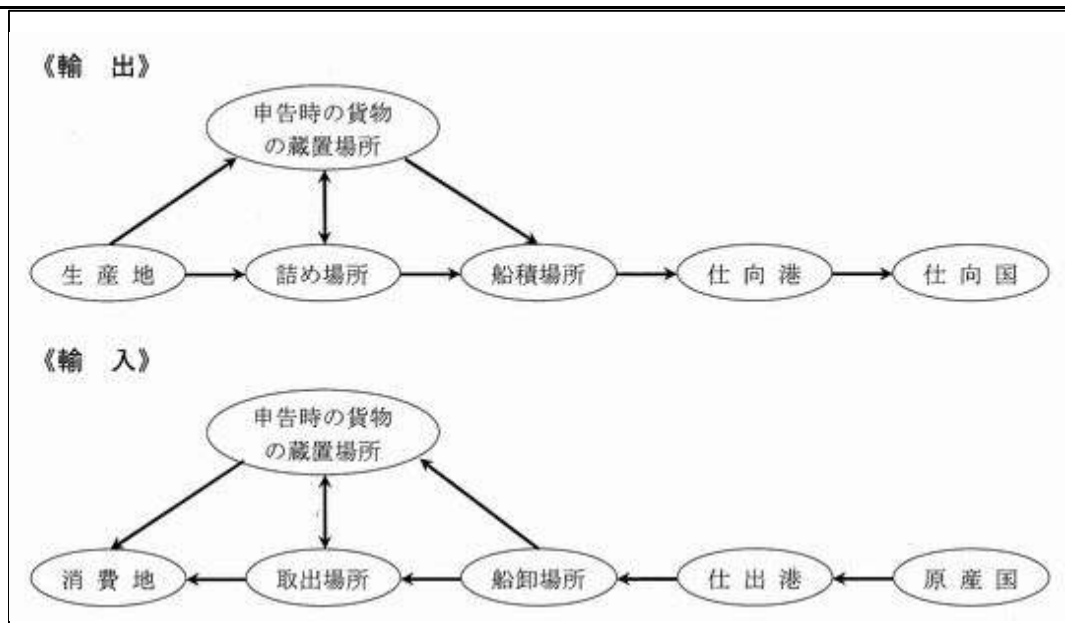 《輸 出》
申告時の貨物
の蔵置場所
生 産 地
詰め場所
船積場所
仕 向 港
仕 向 国
《輸 入》
申告時の貨物
の蔵置場所
消 費 地
取出場所
船卸場所
仕 出 港
原 産 国